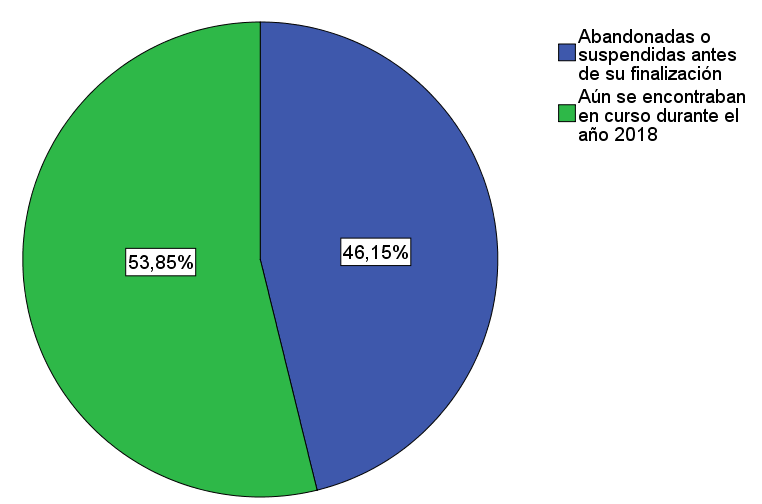 Abandonadas o
suspendidas antes
de su finalización
Aún se encontraban
en curso durante el
año 2018
53,85%
46,15%